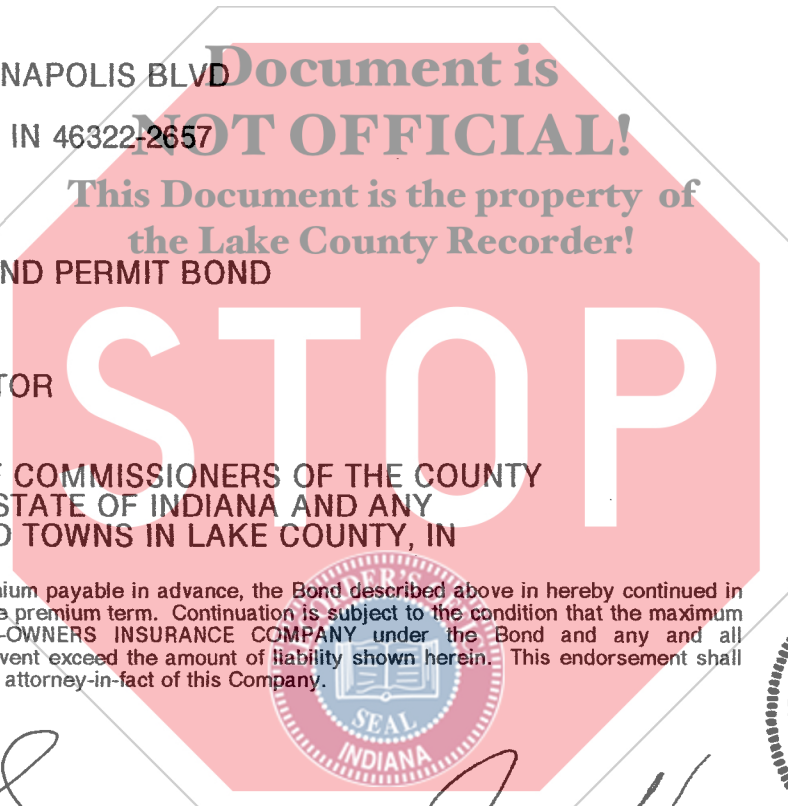 NAPOLIS BLVD
Document is
IN 46322-2657
NOT OFFICIAL!
This Document is the property of
the Lake County Recorder!
ND PERMIT BOND
STOP
TOR
COMMISSIONERS OF THE COUNTY
STATE OF INDIANA AND ANY
TOWNS IN LAKE COUNTY, IN
ium payable in advance, the Bond described above in hereby continued in
e premium term. Continuation is subject to the condition that the maximum
-OWNERS INSURANCE COMPANY under the Bond and any and all
vent exceed the amount of liability shown herein. This endorsement shall
attorney-in-fact of this Company.
SEAL
INDIANA